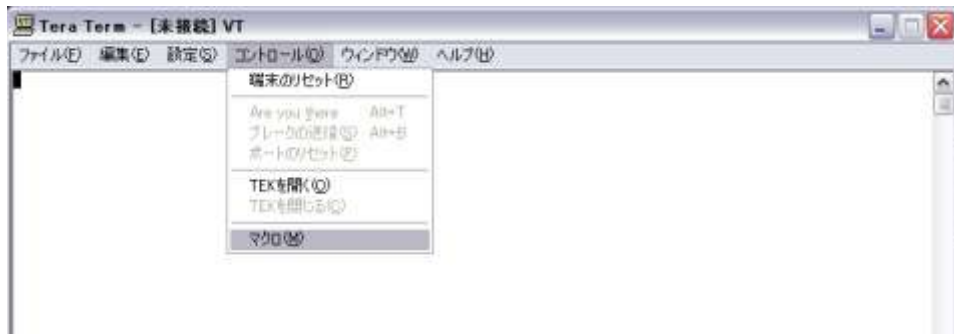 Tera Term - [未接続] VT
ファイル(F) 編集(E) 設定(S) コントロール(O) ウィンドウ(W) ヘルプ(H)
端末のリセット(R)
Are you there Alt+T
ブレークの送信(S) Alt+B
ポートのリセット(P)
TEKを開く(O)
TEKを閉じる(C)
マクロ(M)